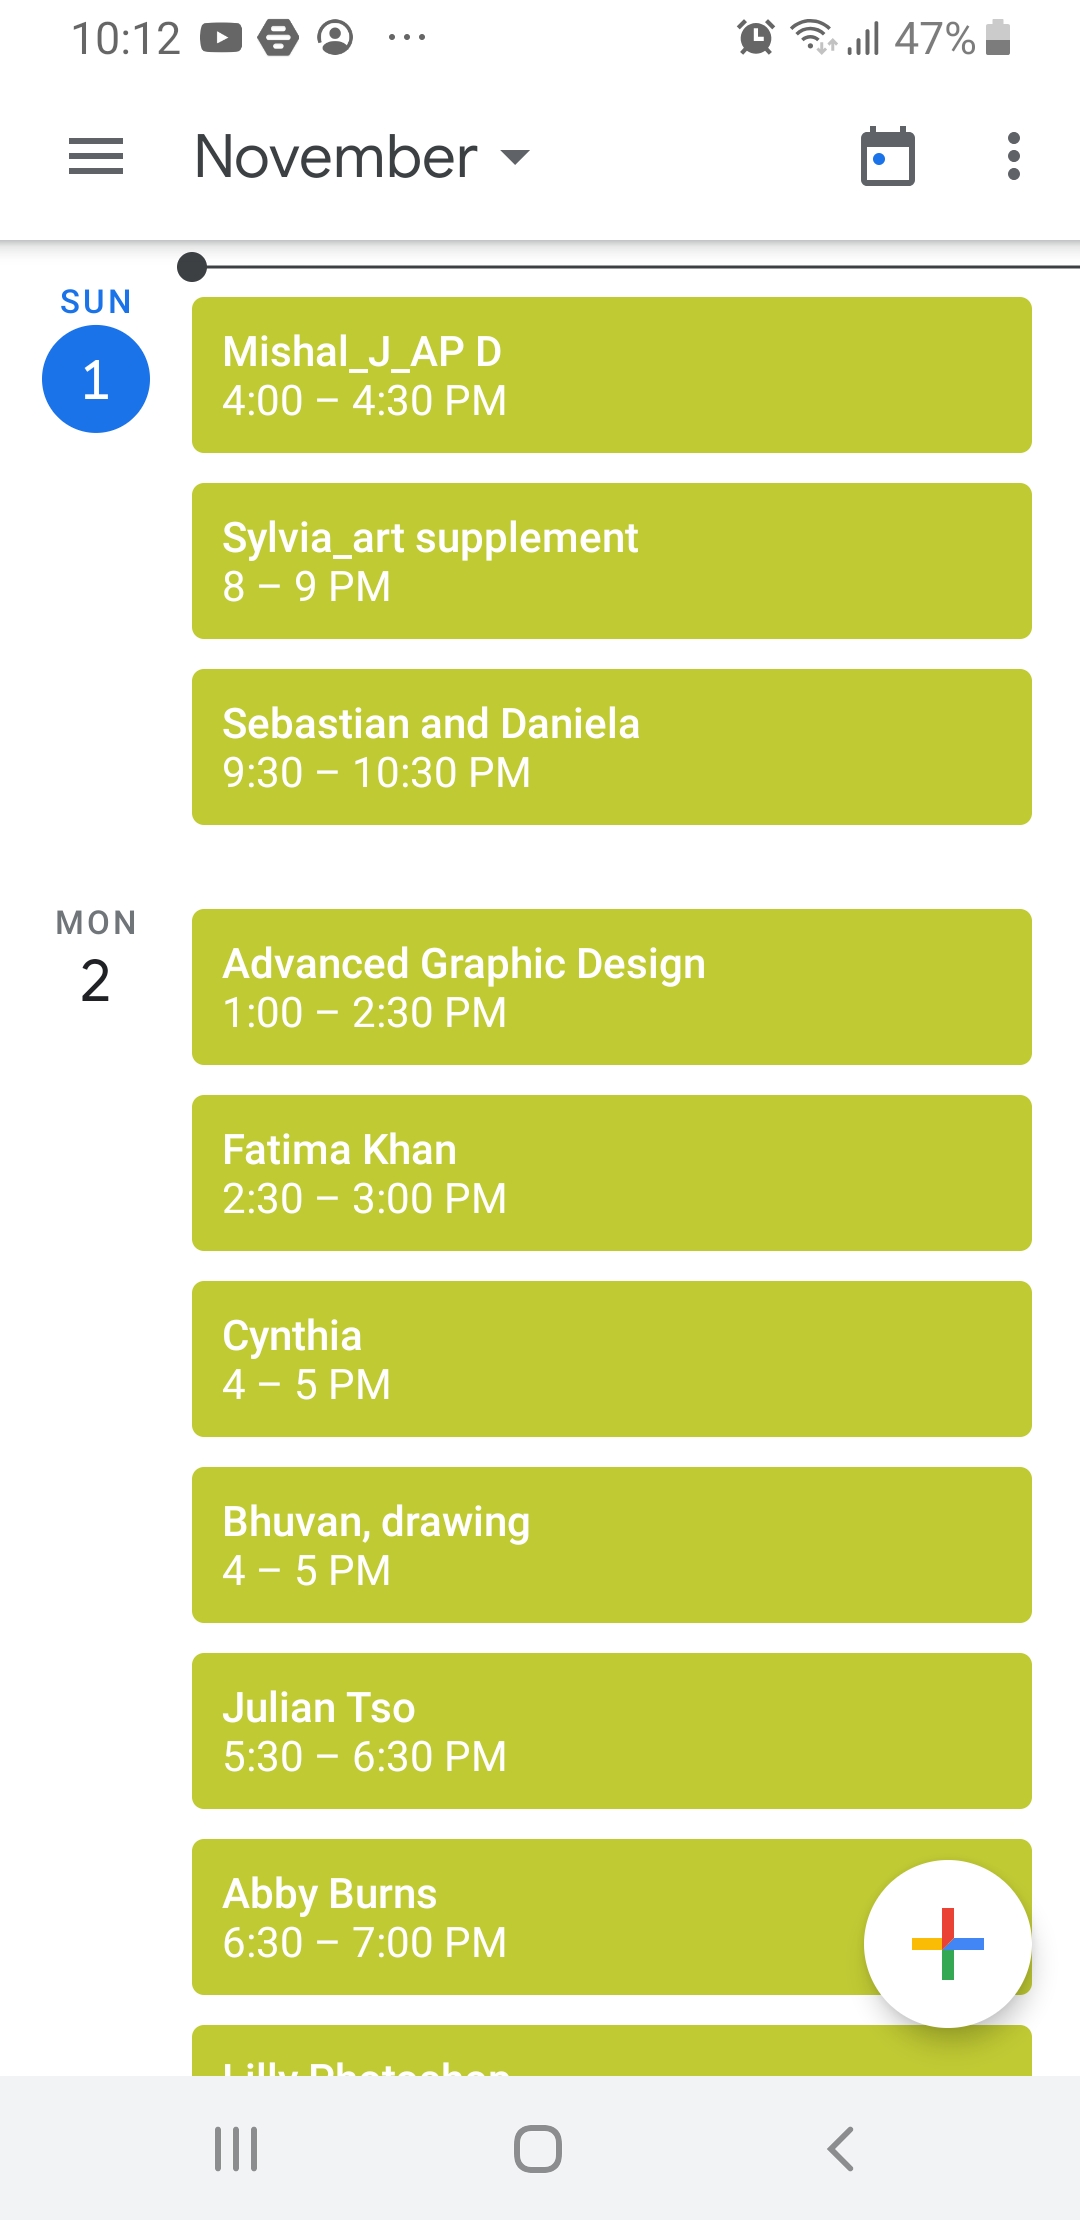 10:12 47%
November
SUN
1
Mishal_J_AP D
4:00 – 4:30 PM
Sylvia_art supplement
8 – 9 PM
Sebastian and Daniela
9:30 – 10:30 PM
MON
2
Advanced Graphic Design
1:00 – 2:30 PM
Fatima Khan
2:30 – 3:00 PM
Cynthia
4 – 5 PM
Bhuvan, drawing
4 – 5 PM
Julian Tso
5:30 – 6:30 PM
Abby Burns
6:30 – 7:00 PM
Lilly Photoshop